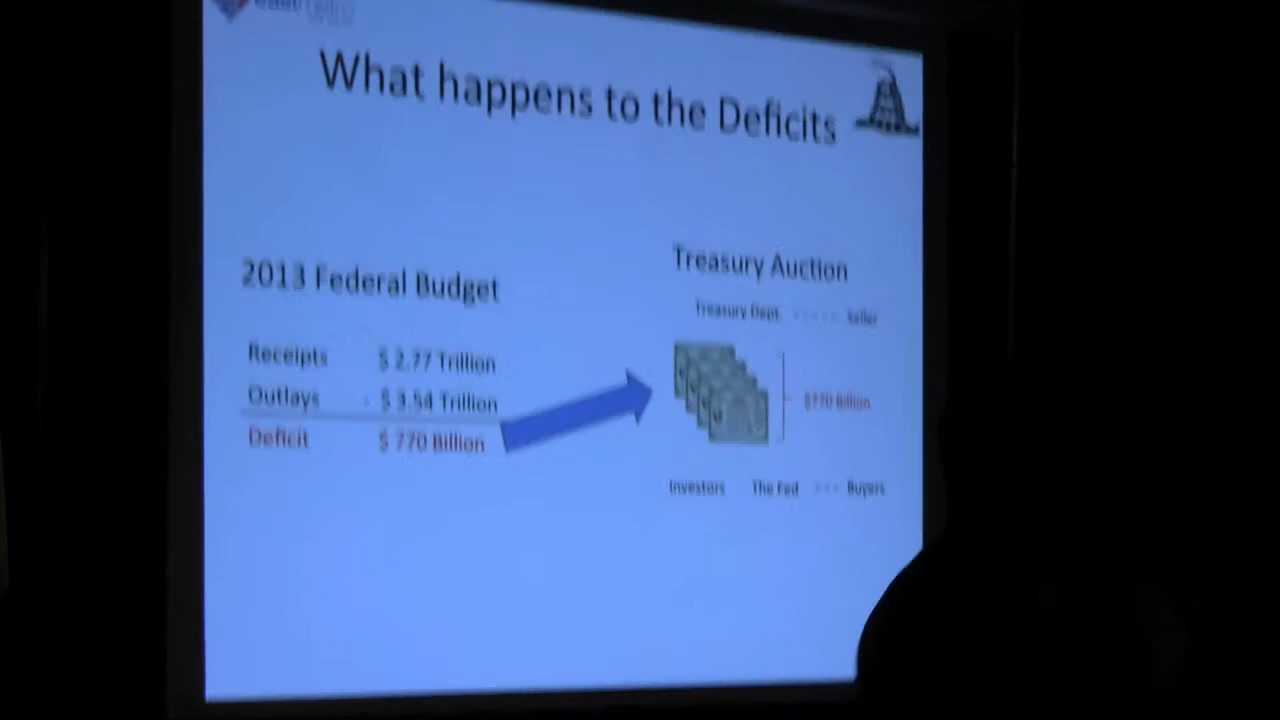 What happens to the Deficits
2013 Federal Budget
Receipts $ 2.77 Trillion
Outlays - $ 3.54 Trillion
Deficit $ 770 Billion
Treasury Auction
Treasury Dept. ----- Seller
$770 Billion
Investors The Fed --- Buyers